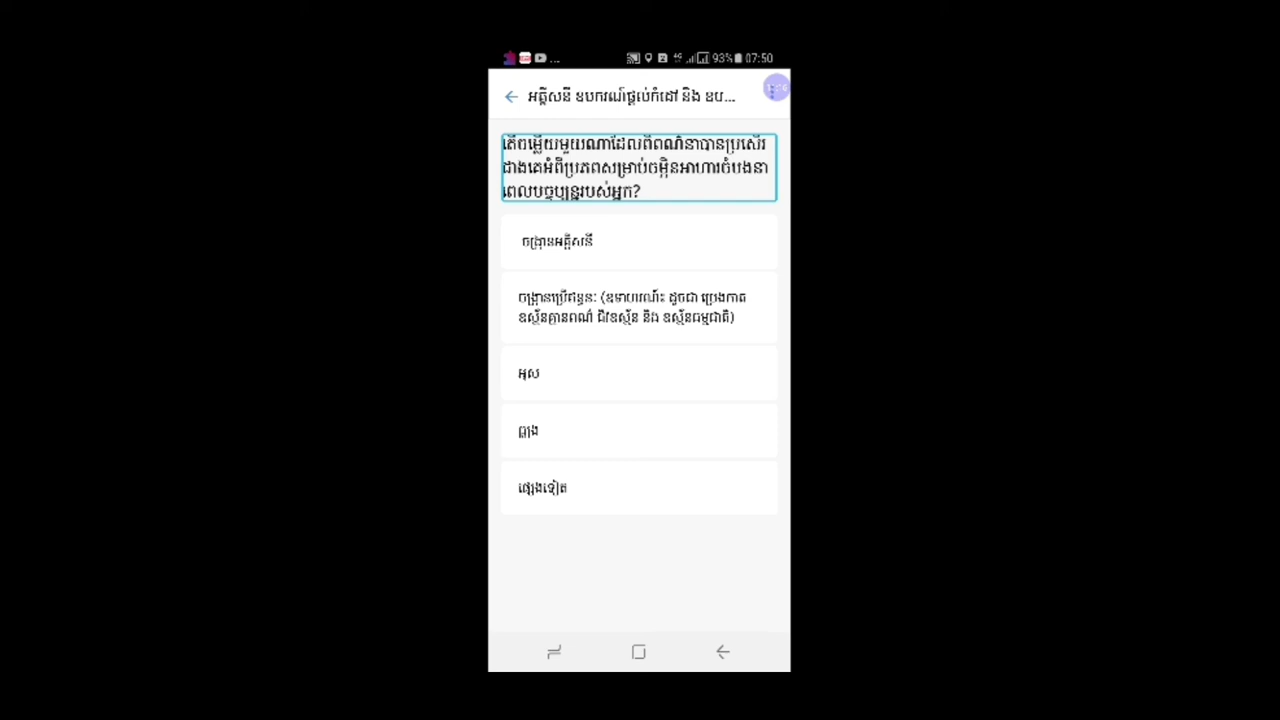 ... 93% 07:50
អគ្គីសនី ឧបករណ៍ផ្ដល់កំដៅ និង ឧប...
តើចម្លើយមួយណាដែលពីពណ៌នាបានប្រសើរ
ជាងគេអំពីប្រភពសម្រាប់ចម្អិនអាហារចំបងនា
ពេលបច្ចុប្បន្នរបស់អ្នក?
ចង្ក្រានអគ្គីសនី
ចង្ក្រានប្រើឥន្ធនៈ (ឧទាហរណ៍៖ ដូចជា ប្រេងកាត
ឧស្ម័នគ្មានពណ៌ ជីវឧស្ម័ន និង ឧស្ម័នធម្មជាតិ)
អុស
ធ្យូង
ផ្សេងទៀត